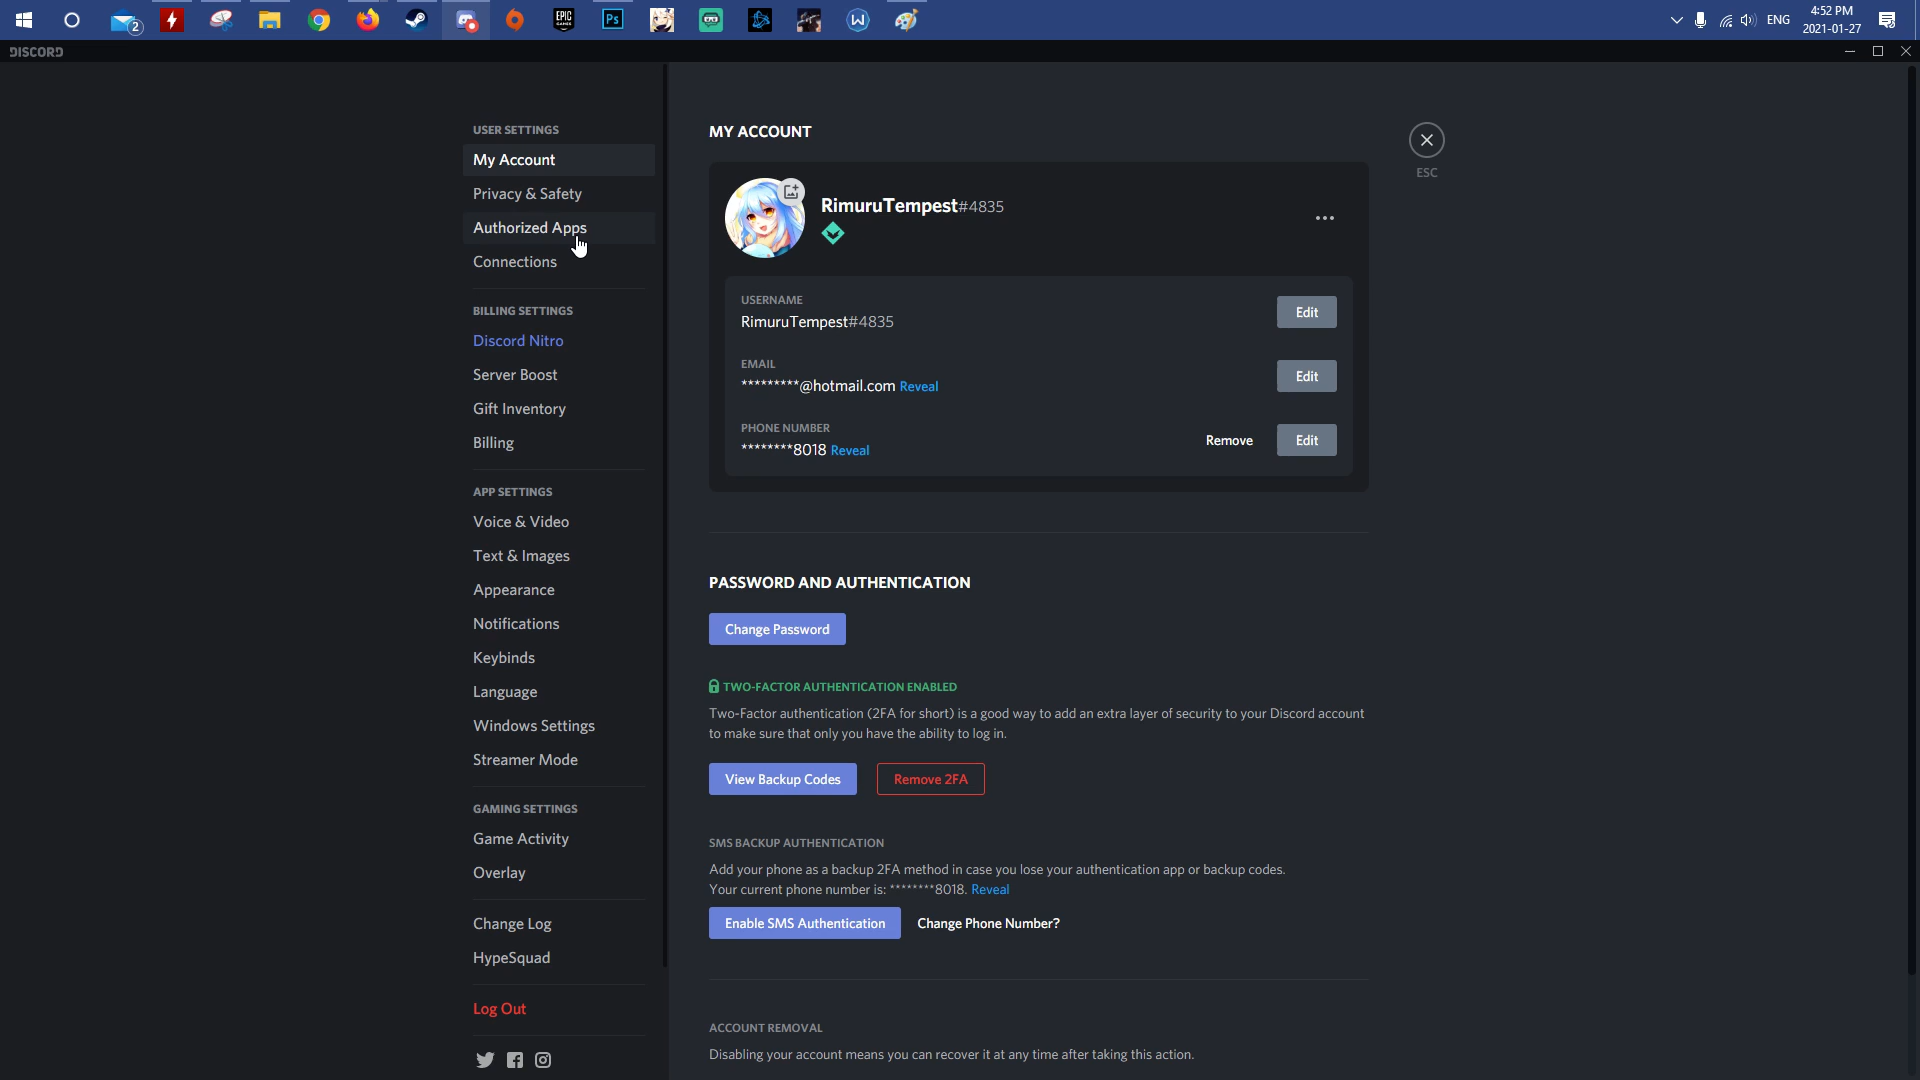 2
EPIC
GAMES
Ps
W
ENG
4:52 PM
2021-01-27
DISCORD
USER SETTINGS
My Account
Privacy & Safety
Authorized Apps
Connections
BILLING SETTINGS
Discord Nitro
Server Boost
Gift Inventory
Billing
APP SETTINGS
Voice & Video
Text & Images
Appearance
Notifications
Keybinds
Language
Windows Settings
Streamer Mode
GAMING SETTINGS
Game Activity
Overlay
Change Log
HypeSquad
Log Out
MY ACCOUNT
ESC
RimuruTempest#4835
USERNAME
RimuruTempest#4835
Edit
EMAIL
*********@hotmail.com Reveal
Edit
PHONE NUMBER
********8018 Reveal
Remove
Edit
PASSWORD AND AUTHENTICATION
Change Password
TWO-FACTOR AUTHENTICATION ENABLED
Two-Factor authentication (2FA for short) is a good way to add an extra layer of security to your Discord account
to make sure that only you have the ability to log in.
View Backup Codes
Remove 2FA
SMS BACKUP AUTHENTICATION
Add your phone as a backup 2FA method in case you lose your authentication app or backup codes.
Your current phone number is: ********8018. Reveal
Enable SMS Authentication
Change Phone Number?
ACCOUNT REMOVAL
Disabling your account means you can recover it at any time after taking this action.